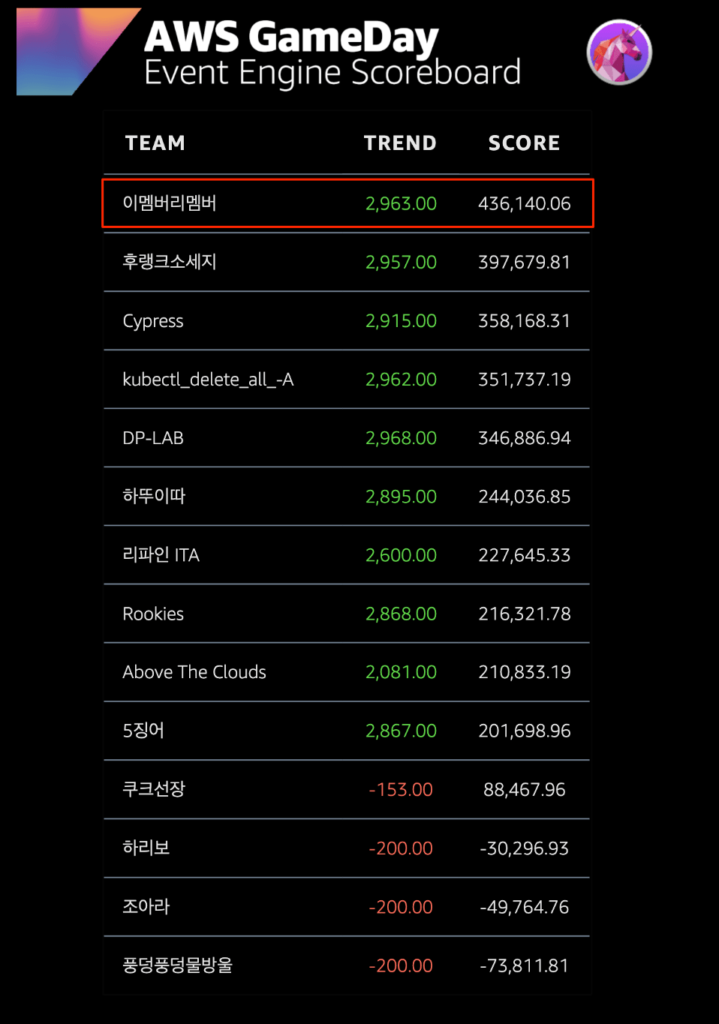 AWS GameDay
Event Engine Scoreboard
TEAM TREND SCORE
이멤버리멤버 2,963.00 436,140.06
후랭크소세지 2,957.00 397,679.81
Cypress 2,915.00 358,168.31
kubectl_delete_all_-A 2,962.00 351,737.19
DP-LAB 2,968.00 346,886.94
하뚜이따 2,895.00 244,036.85
리파인 ITA 2,600.00 227,645.33
Rookies 2,868.00 216,321.78
Above The Clouds 2,081.00 210,833.19
5징어 2,867.00 201,698.96
쿠크선장 -153.00 88,467.96
하리보 -200.00 -30,296.93
조아라 -200.00 -49,764.76
풍덩풍덩물방울 -200.00 -73,811.81